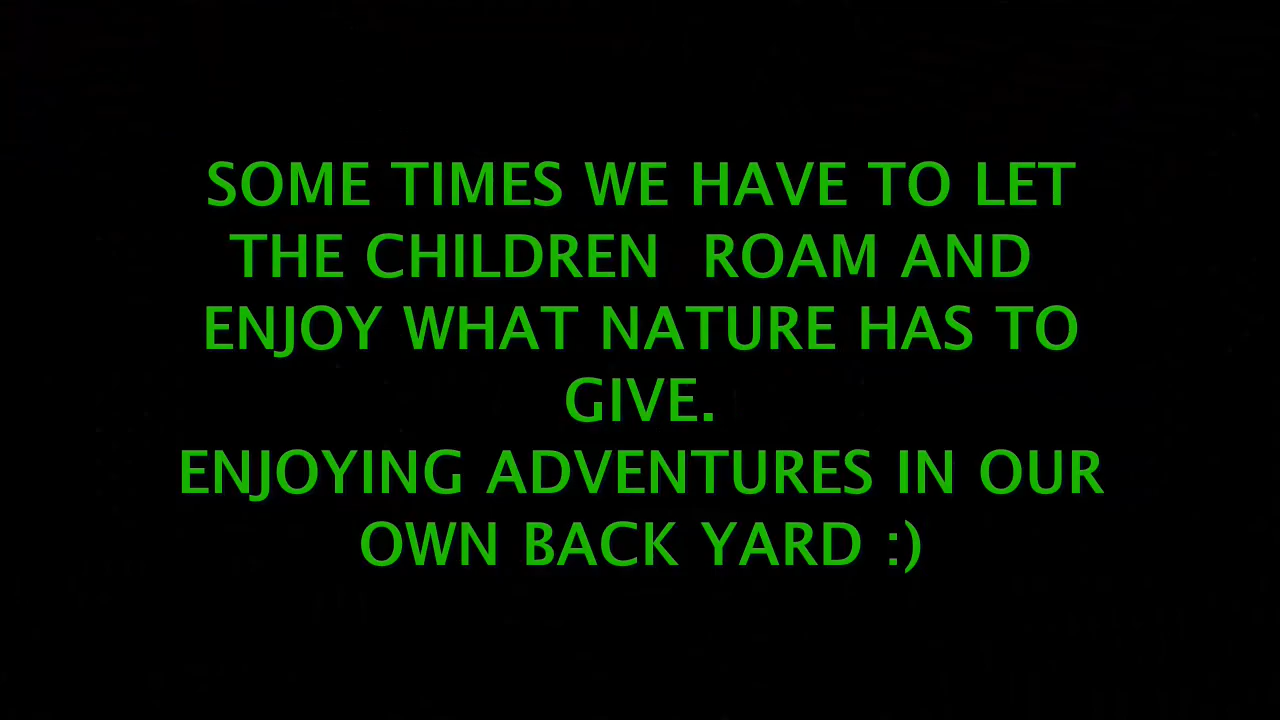 SOME TIMES WE HAVE TO LET
THE CHILDREN  ROAM AND
ENJOY WHAT NATURE HAS TO
GIVE.
ENJOYING ADVENTURES IN OUR
OWN BACK YARD :)